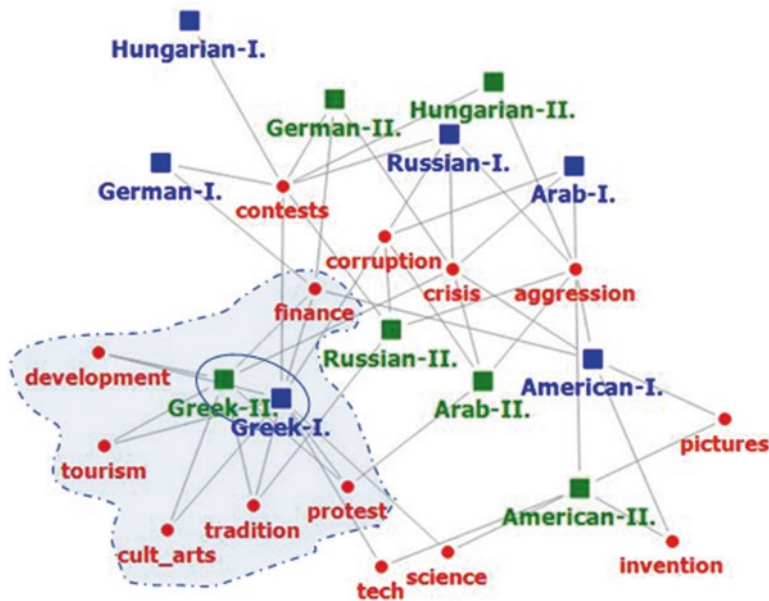 Hungarian-I.
German-II.
Hungarian-II.
Russian-I.
German-I.
Arab-I.
contests
corruption
crisis
aggression
finance
Russian-II.
development
American-I.
Greek-II.
Arab-II.
Greek-I.
pictures
tourism
protest
American-II.
tradition
cult_arts
invention
science
tech